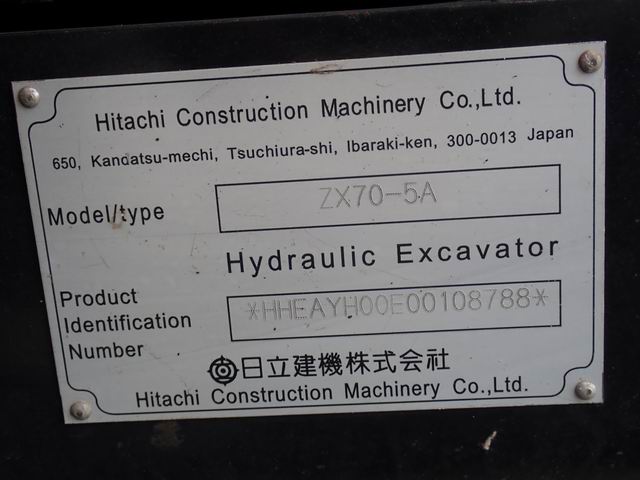 Hitachi Construction Machinery Co.,Ltd.
650, Kandatsu-mechi, Tsuchiura-shi, Ibaraki-ken, 300-0013 Japan
Model/type ZX70-5A
Hydraulic Excavator
Product
Identification
Number
*HHEAYH00E00108788*
日立建機株式会社
Hitachi Construction Machinery Co.,Ltd.